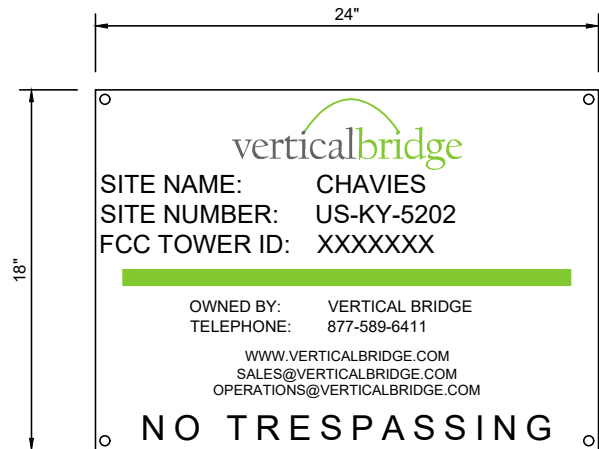 24"
18"
verticalbridge
SITE NAME: CHAVIES
SITE NUMBER: US-KY-5202
FCC TOWER ID: XXXXXXX
OWNED BY: VERTICAL BRIDGE
TELEPHONE: 877-589-6411
WWW.VERTICALBRIDGE.COM
SALES@VERTICALBRIDGE.COM
OPERATIONS@VERTICALBRIDGE.COM
NO TRESPASSING